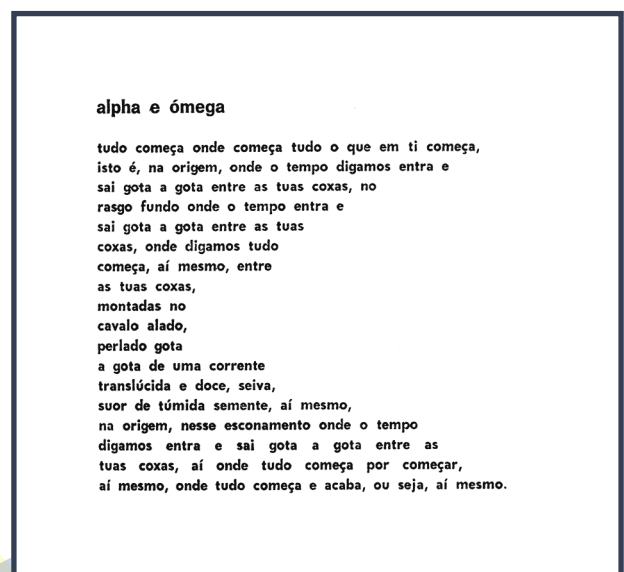 alpha e ómega
tudo começa onde começa tudo o que em ti começa,
isto é, na origem, onde o tempo digamos entra e
sai gota a gota entre as tuas coxas, no
rasgo fundo onde o tempo entra e
sai gota a gota entre as tuas
coxas, onde digamos tudo
começa, aí mesmo, entre
as tuas coxas,
montadas no
cavalo alado,
perlado gota
a gota de uma corrente
translúcida e doce, seiva,
suor de túmida semente, aí mesmo,
na origem, nesse esconamento onde o tempo
digamos entra e sai gota a gota entre as
tuas coxas, aí onde tudo começa por começar,
aí mesmo, onde tudo começa e acaba, ou seja, aí mesmo.